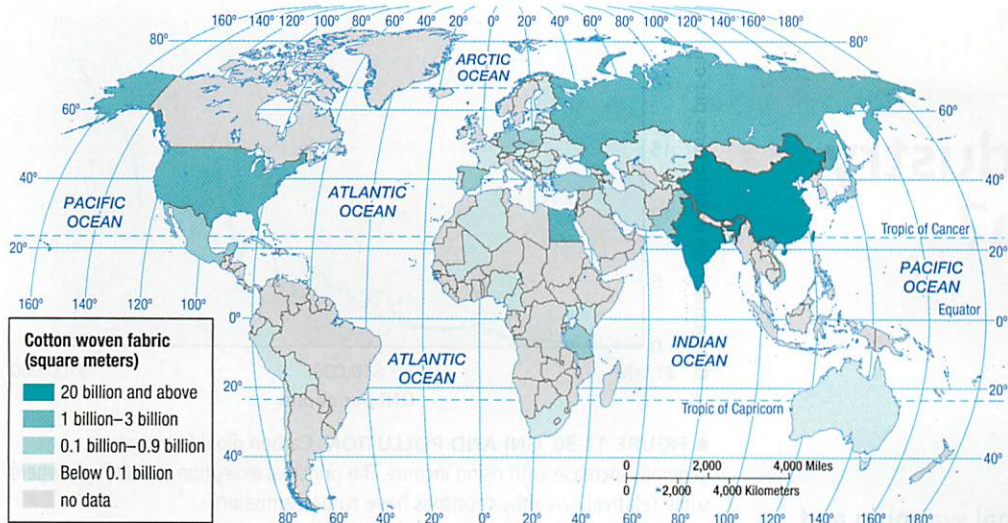 160° 140° 120° 100° 80° 60° 40° 20° 0° 20° 40° 60° 80° 100° 120° 140° 160° 180°
80° 80°
ARCTIC
OCEAN
60° 60°
40° 40°
PACIFIC
OCEAN
ATLANTIC
OCEAN
Tropic of Cancer
20° 20°
PACIFIC
OCEAN
160° 140° 120° 100°
Equator
0° 0° 0°
INDIAN
OCEAN
ATLANTIC
OCEAN
20° 20° 20°
Tropic of Capricorn
40° 40° 40°
0 2,000 4,000 Miles
0 2,000 4,000 Kilometers
80° 60° 40° 20° 0° 20° 40° 60° 80° 100° 120° 140° 160° 180°
Cotton woven fabric
(square meters)
20 billion and above
1 billion–3 billion
0.1 billion–0.9 billion
Below 0.1 billion
no data